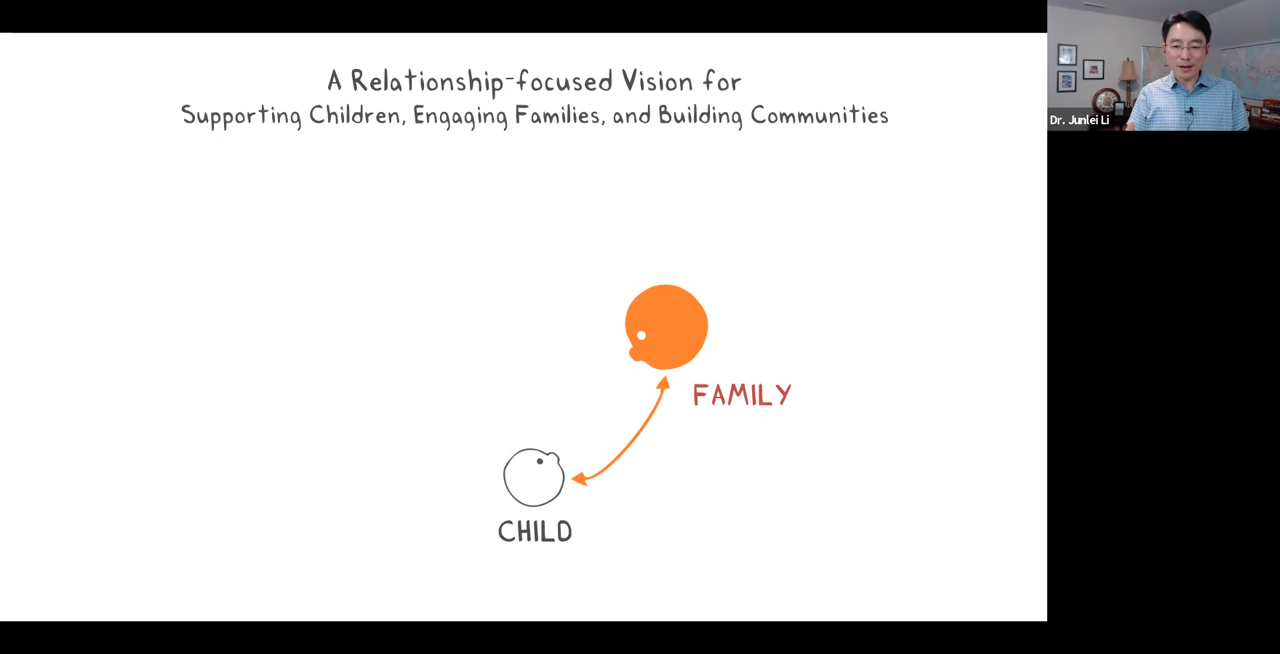 A Relationship-focused Vision for
Supporting Children, Engaging Families, and Building Communities
Dr. Junlei Li
FAMILY
CHILD